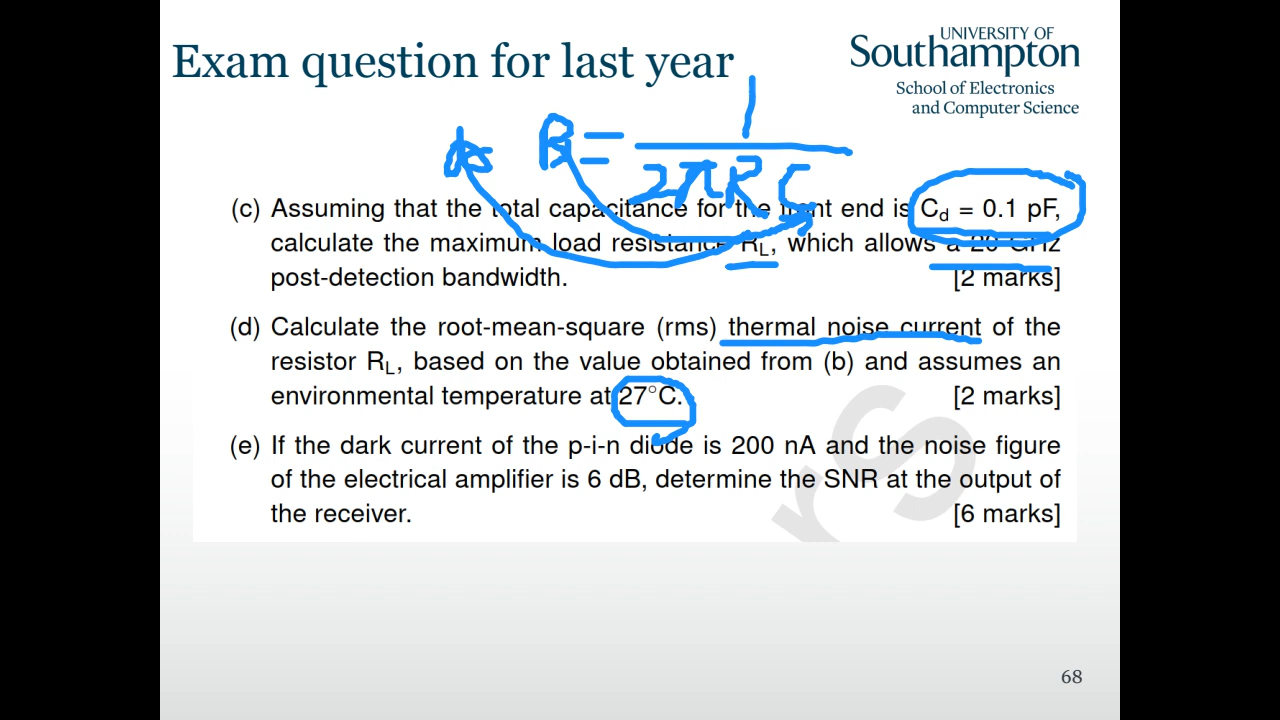 Exam question for last year
UNIVERSITY OF
Southampton
School of Electronics
and Computer Science
B = 1
2πRC
(c) Assuming that the total capacitance for the front end is Cd = 0.1 pF,
calculate the maximum load resistance RL, which allows a 20 GHz
post-detection bandwidth. [2 marks]
(d) Calculate the root-mean-square (rms) thermal noise current of the
resistor RL, based on the value obtained from (b) and assumes an
environmental temperature at 27°C. [2 marks]
(e) If the dark current of the p-i-n diode is 200 nA and the noise figure
of the electrical amplifier is 6 dB, determine the SNR at the output of
the receiver. [6 marks]
rs
68